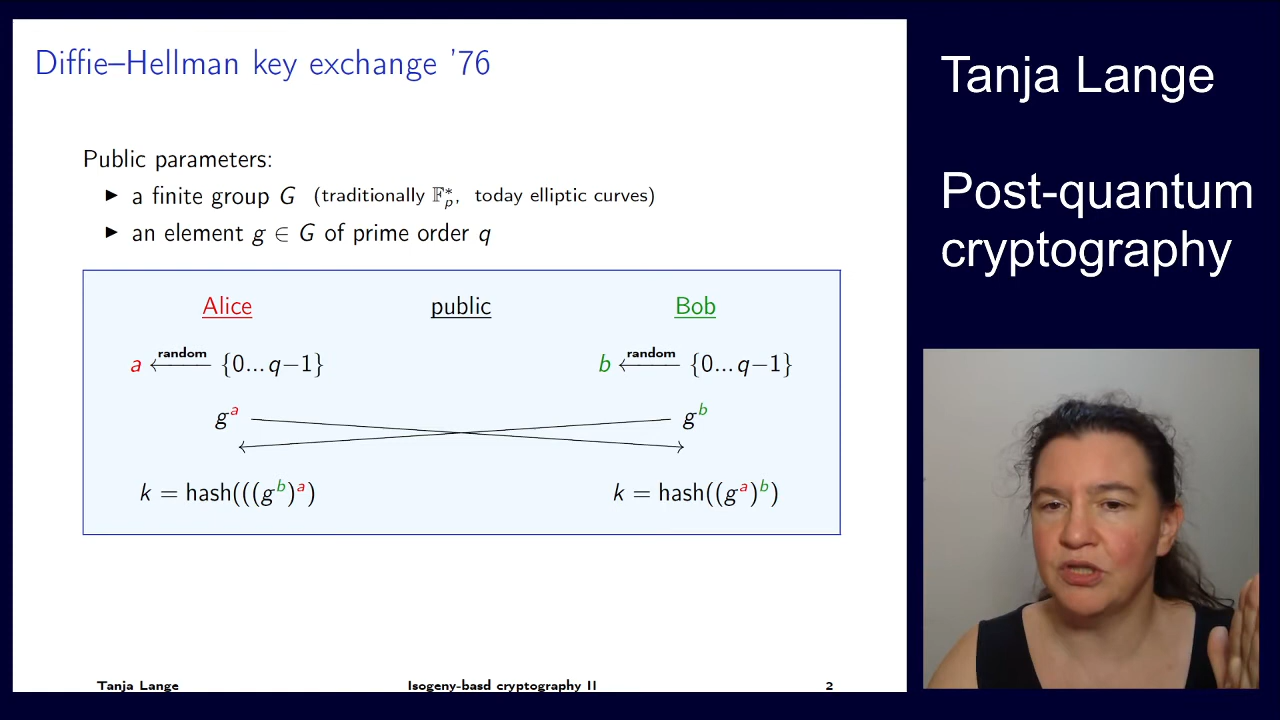 Diffie–Hellman key exchange '76
Public parameters:
▶ a finite group G (traditionally 𝔽*ₚ, today elliptic curves)
▶ an element g ∈ G of prime order q
Alice public Bob
a ←random {0…q−1} b ←random {0…q−1}
gᵃ gᵇ
k = hash(((gᵇ)ᵃ) k = hash((gᵃ)ᵇ)
Tanja Lange Isogeny-basd cryptography II 2
Tanja Lange
Post-quantum
cryptography